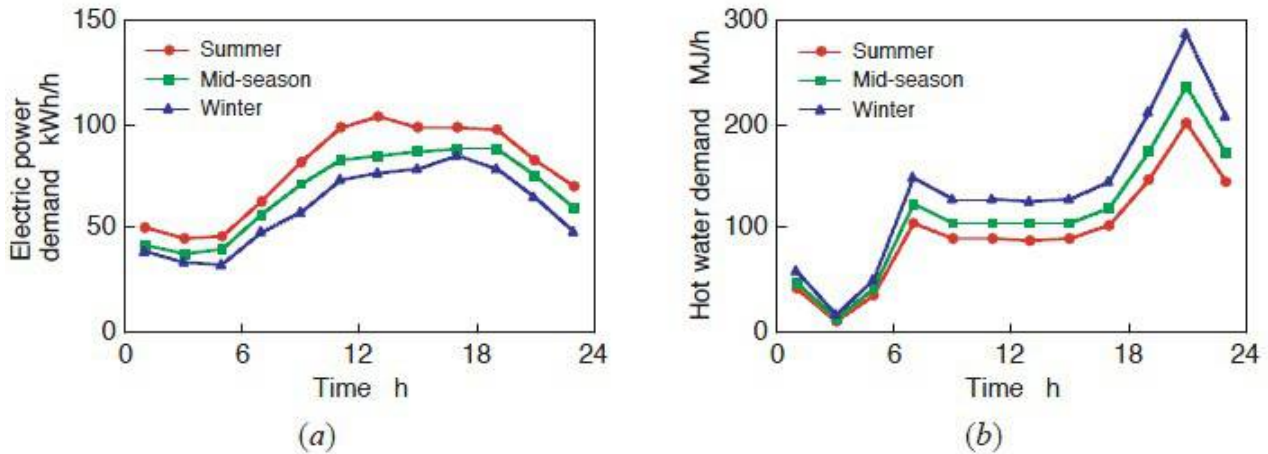 150
100
50
0
Electric power
demand kWh/h
Summer
Mid-season
Winter
0 6 12 18 24
Time h
(a)
300
200
100
0
Hot water demand MJ/h
Summer
Mid-season
Winter
0 6 12 18 24
Time h
(b)